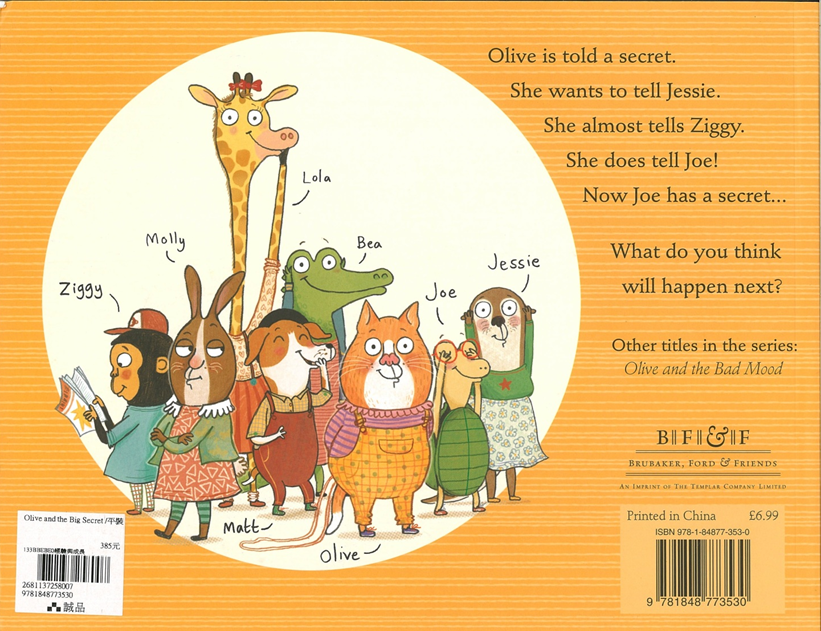 Olive is told a secret.
She wants to tell Jessie.
She almost tells Ziggy.
She does tell Joe!
Now Joe has a secret...
What do you think
will happen next?
Other titles in the series:
Olive and the Bad Mood
B|F|&|F
BRUBAKER, FORD & FRIENDS
AN IMPRINT OF THE TEMPLAR COMPANY LIMITED
Printed in China £6.99
ISBN 978-1-84877-353-0
9 781848 773530
Lola
Bea
Molly
Jessie
Ziggy
Joe
Matt
Olive
Olive and the Big Secret /平裝
385元
2681137258007
9781848773530
誠品